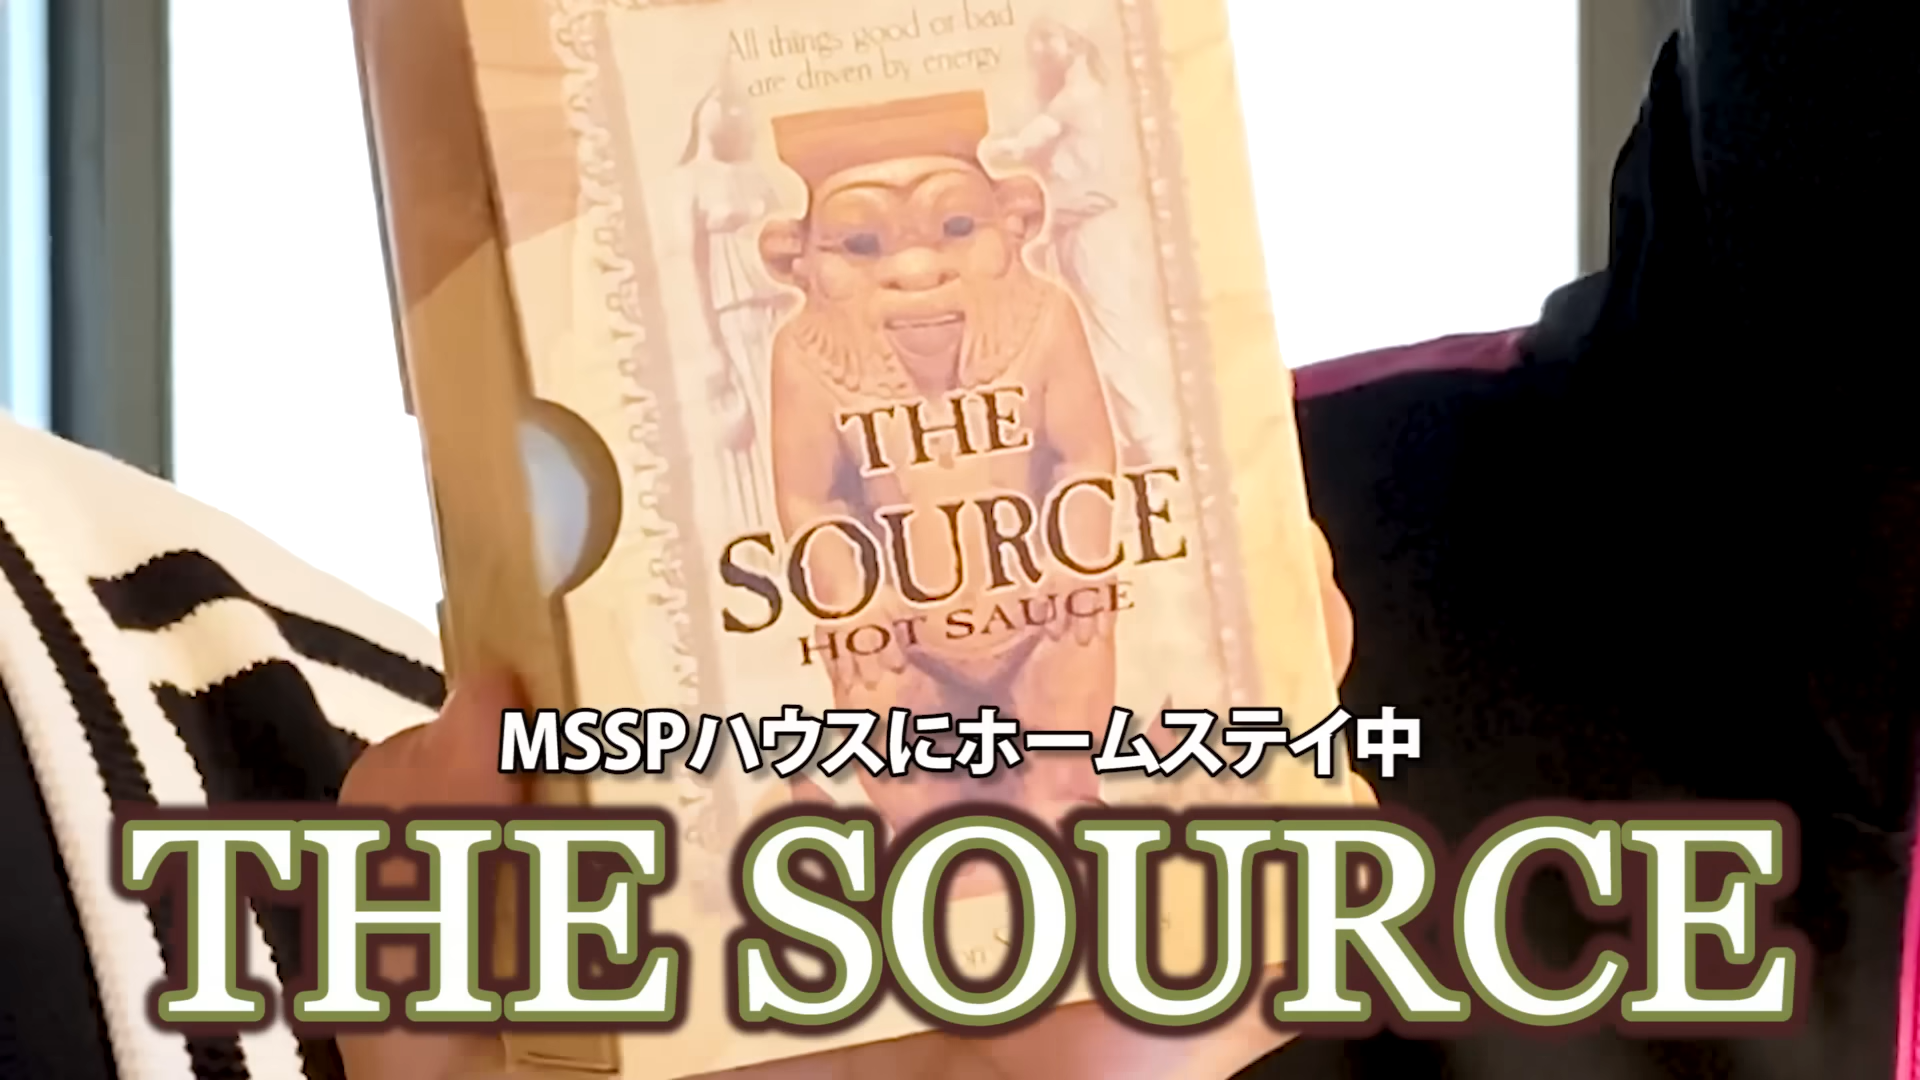 All things good or bad
are driven by energy
THE
SOURCE
HOT SAUCE
MSSPハウスにホームステイ中
THE SOURCE